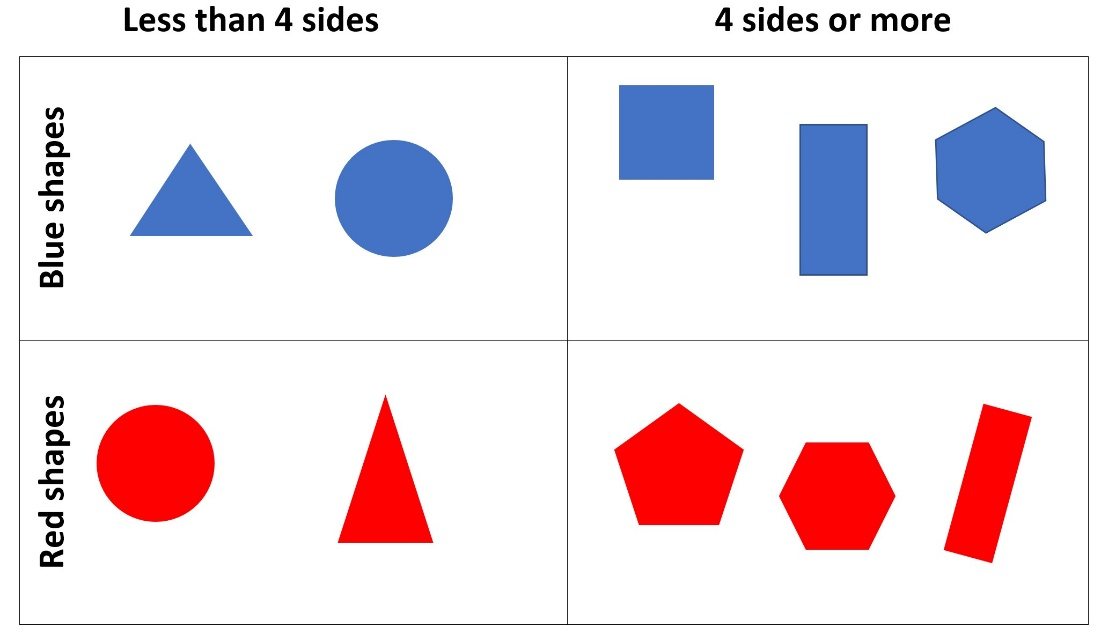 Less than 4 sides
4 sides or more
Blue shapes
Red shapes